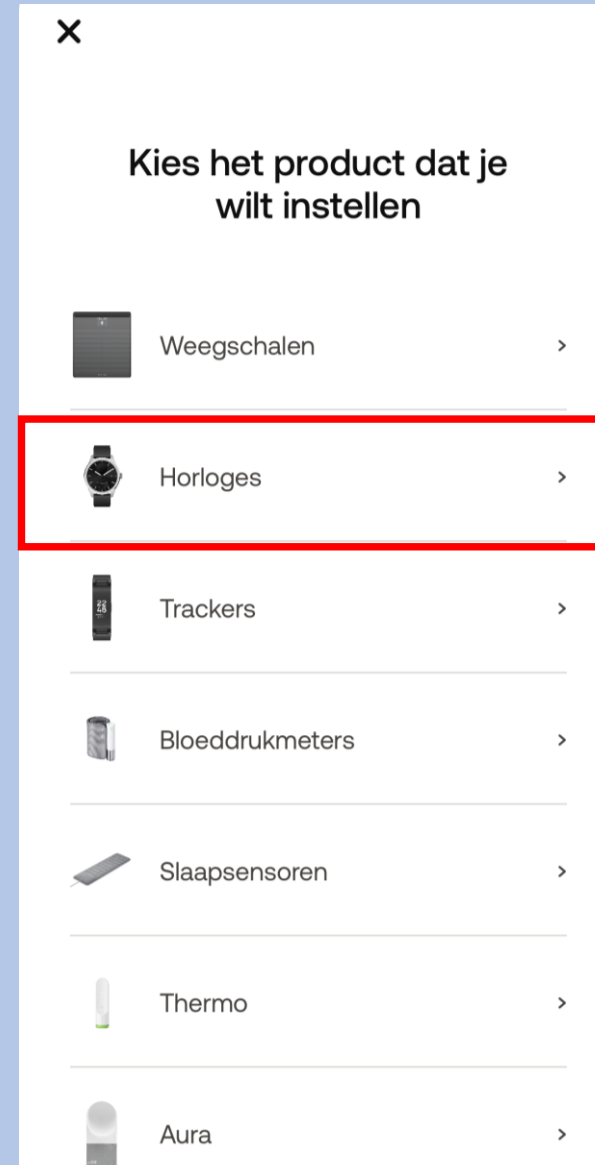 Kies het product dat je
wilt instellen
Weegschalen
Horloges
Trackers
Bloeddrukmeters
Slaapsensoren
Thermo
Aura